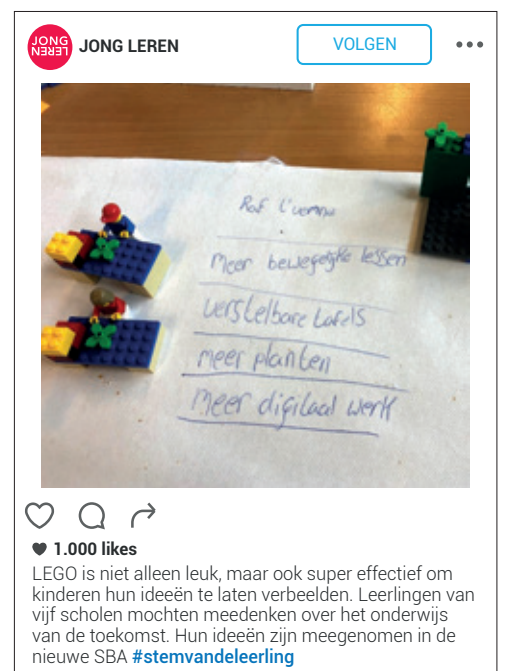 JONG
LEREN
JONG LEREN
VOLGEN
Meer bewegelijke lessen
verstelbare tafels
meer planten
meer digitaal werk
1.000 likes
LEGO is niet alleen leuk, maar ook super effectief om
kinderen hun ideeën te laten verbeelden. Leerlingen van
vijf scholen mochten meedenken over het onderwijs
van de toekomst. Hun ideeën zijn meegenomen in de
nieuwe SBA #stemvandeleerling